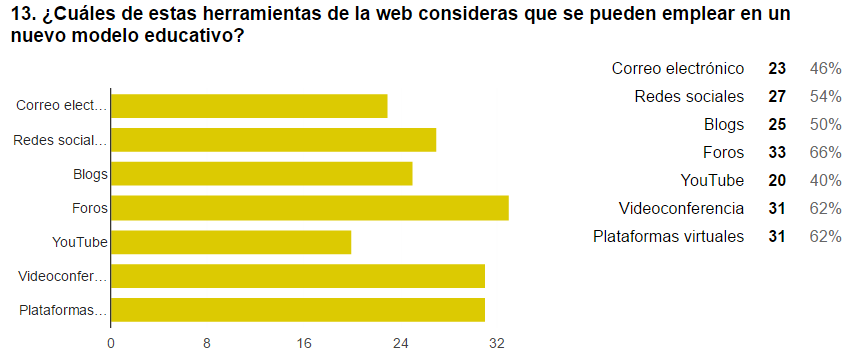 13. ¿Cuáles de estas herramientas de la web consideras que se pueden emplear en un
nuevo modelo educativo?
Correo elect…
Redes social…
Blogs
Foros
YouTube
Videoconfer…
Plataformas…
0 8 16 24 32
Correo electrónico 23 46%
Redes sociales 27 54%
Blogs 25 50%
Foros 33 66%
YouTube 20 40%
Videoconferencia 31 62%
Plataformas virtuales 31 62%